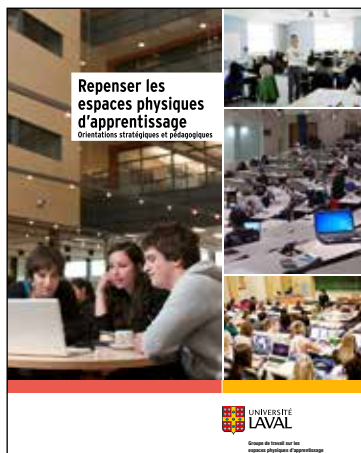 Repenser les
espaces physiques
d'apprentissage
Orientations stratégiques et pédagogiques
UNIVERSITÉ
LAVAL
Groupe de travail sur les
espaces physiques d'apprentissage